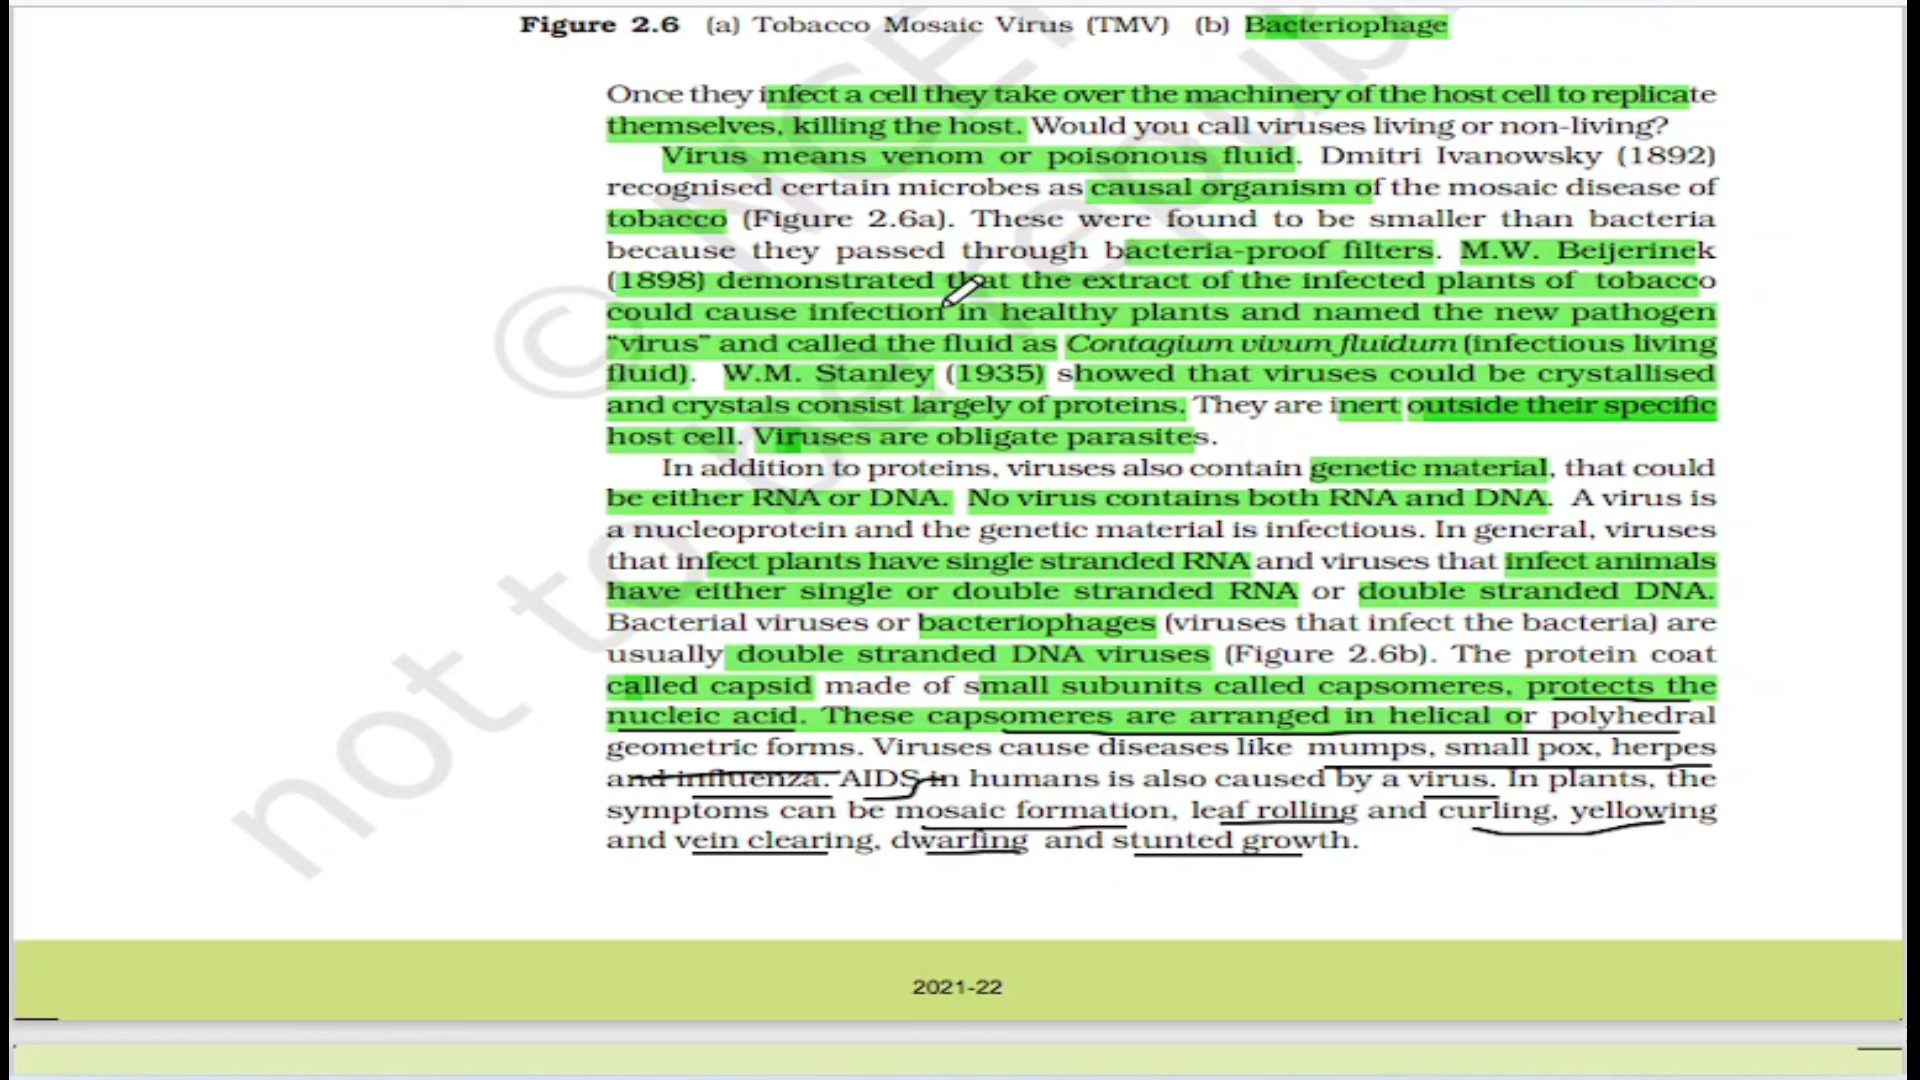 Figure 2.6 (a) Tobacco Mosaic Virus (TMV) (b) Bacteriophage
Once they infect a cell they take over the machinery of the host cell to replicate
themselves, killing the host. Would you call viruses living or non-living?
Virus means venom or poisonous fluid. Dmitri Ivanowsky (1892)
recognised certain microbes as causal organism of the mosaic disease of
tobacco (Figure 2.6a). These were found to be smaller than bacteria
because they passed through bacteria-proof filters. M.W. Beijerinek
(1898) demonstrated that the extract of the infected plants of tobacco
could cause infection in healthy plants and named the new pathogen
“virus” and called the fluid as Contagium vivum fluidum (infectious living
fluid). W.M. Stanley (1935) showed that viruses could be crystallised
and crystals consist largely of proteins. They are inert outside their specific
host cell. Viruses are obligate parasites.
In addition to proteins, viruses also contain genetic material, that could
be either RNA or DNA. No virus contains both RNA and DNA. A virus is
a nucleoprotein and the genetic material is infectious. In general, viruses
that infect plants have single stranded RNA and viruses that infect animals
have either single or double stranded RNA or double stranded DNA.
Bacterial viruses or bacteriophages (viruses that infect the bacteria) are
usually double stranded DNA viruses (Figure 2.6b). The protein coat
called capsid made of small subunits called capsomeres, protects the
nucleic acid. These capsomeres are arranged in helical or polyhedral
geometric forms. Viruses cause diseases like mumps, small pox, herpes
and influenza. AIDS in humans is also caused by a virus. In plants, the
symptoms can be mosaic formation, leaf rolling and curling, yellowing
and vein clearing, dwarfing and stunted growth.
not to be
2021-22